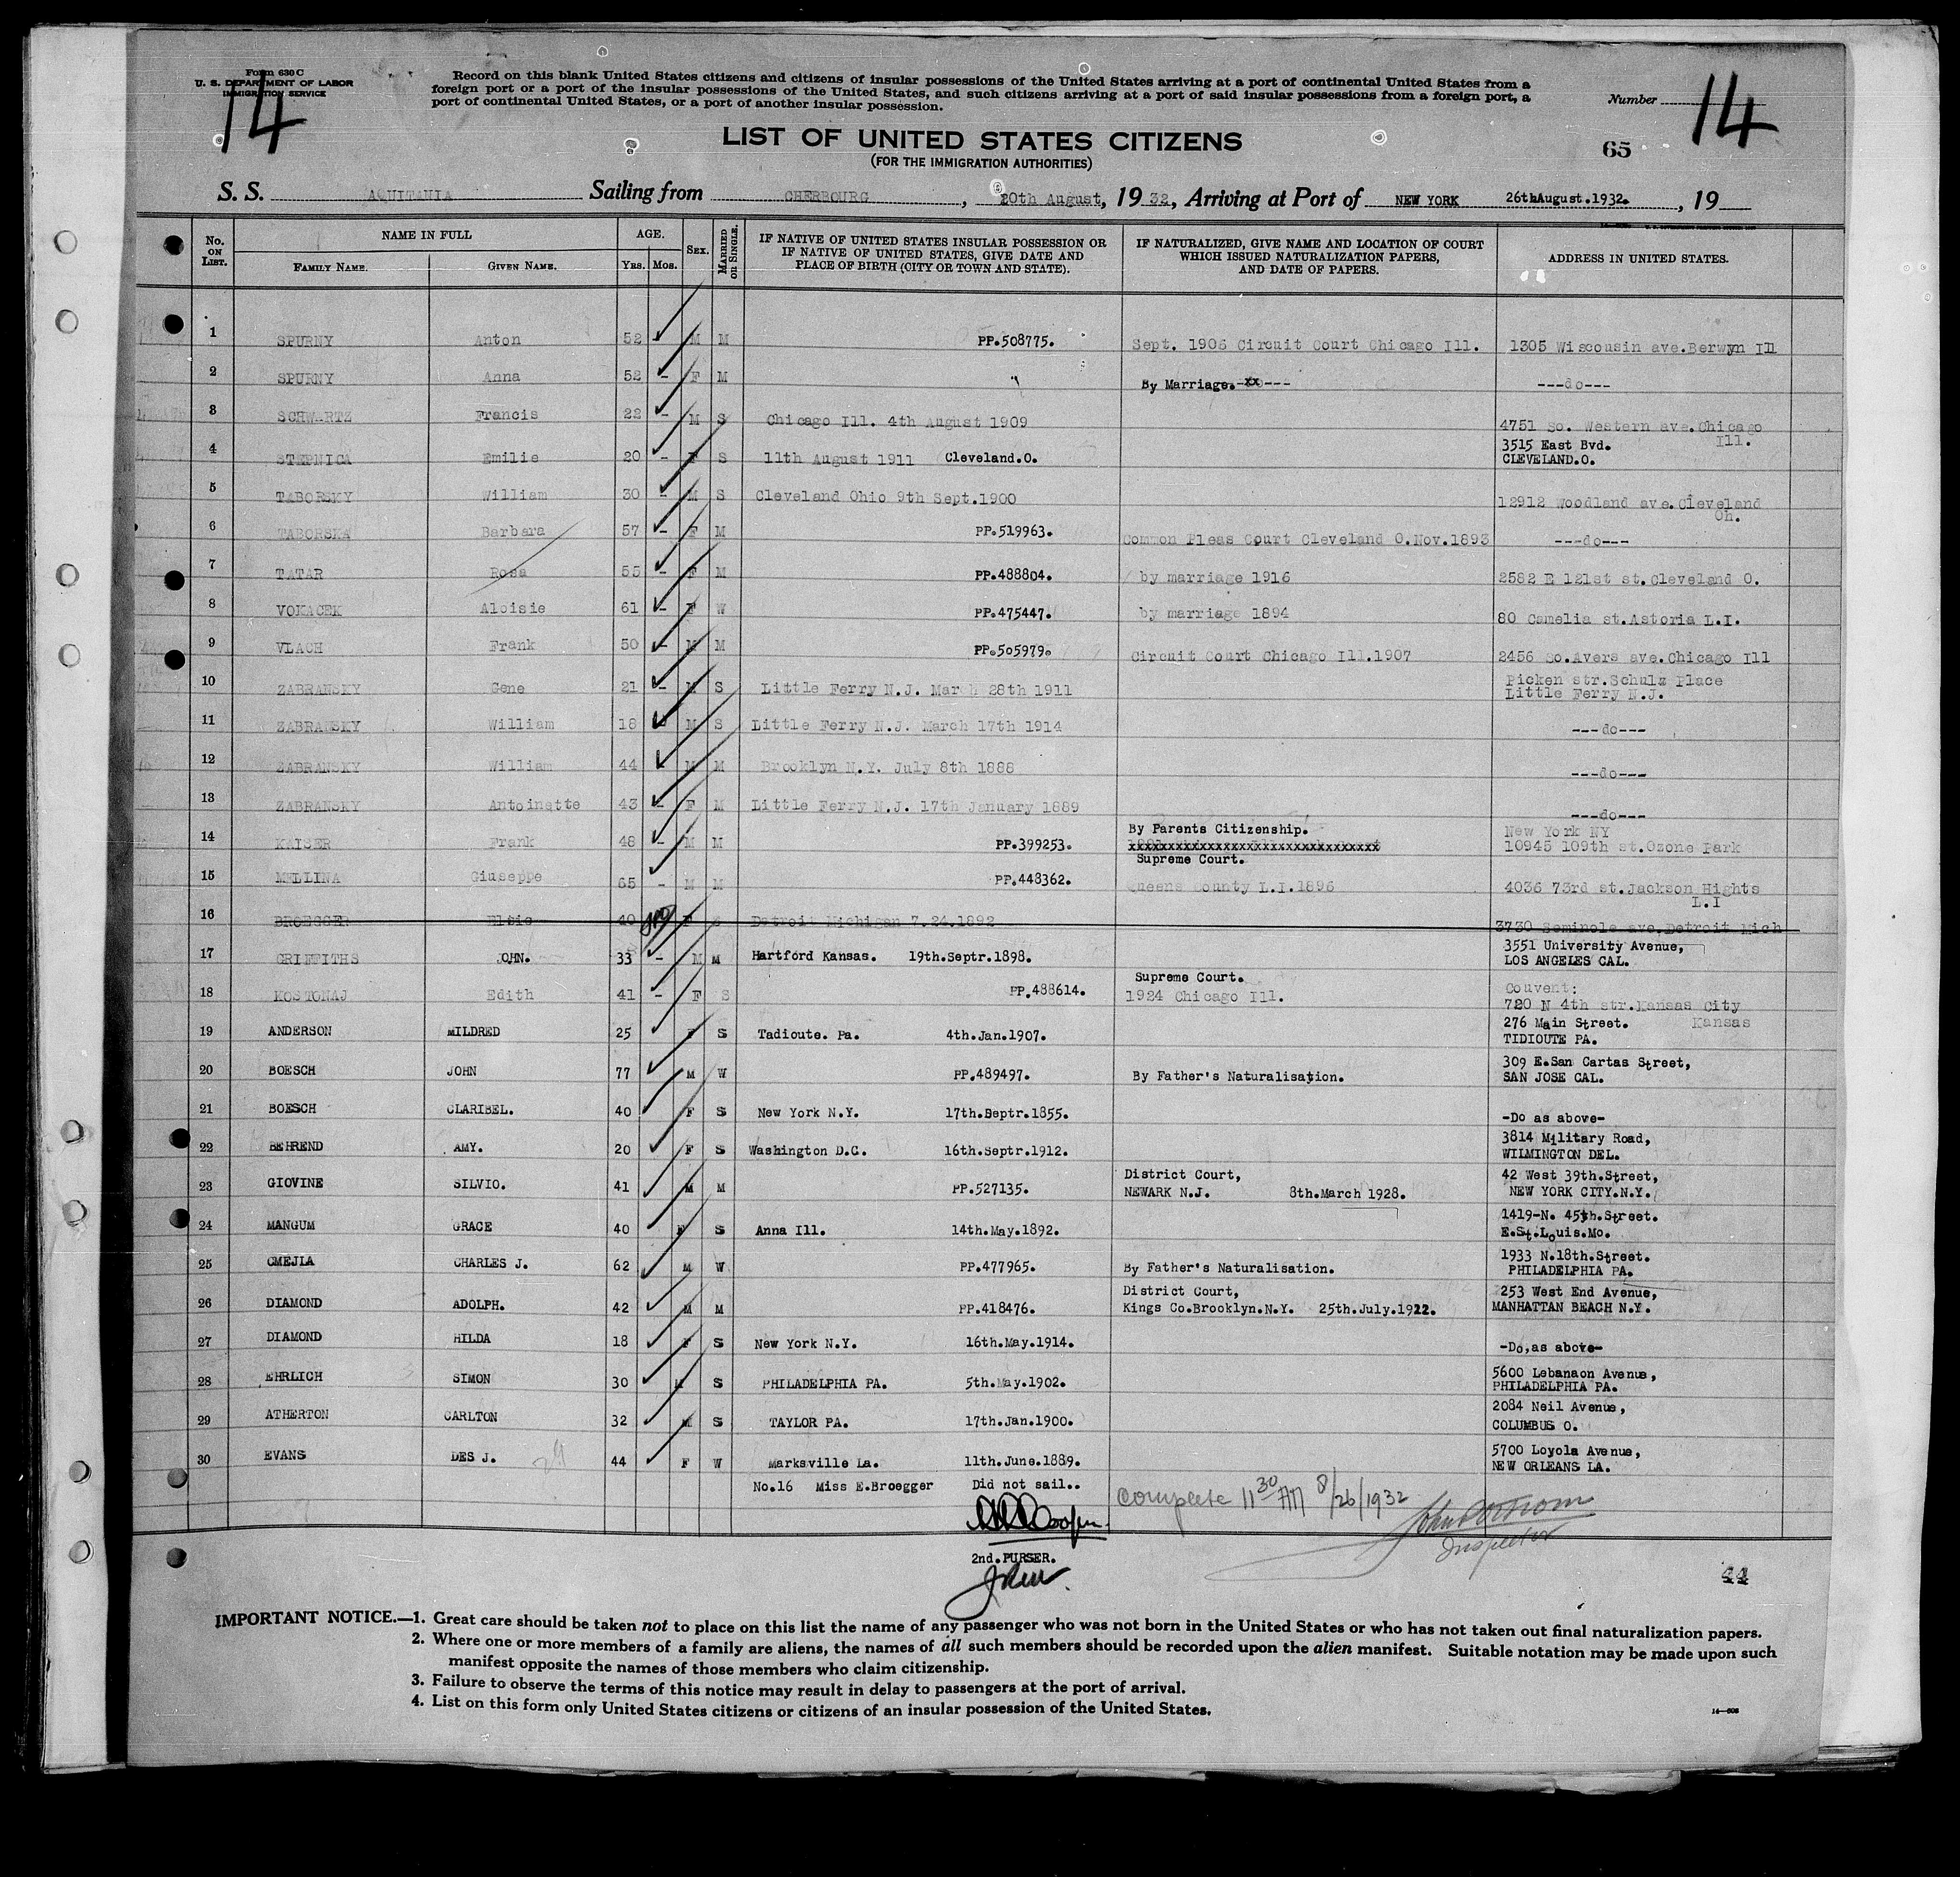 Form 630 C
U. S. DEPARTMENT OF LABOR
IMMIGRATION SERVICE
14
Record on this blank United States citizens and citizens of insular possessions of the United States arriving at a port of continental United States from a
foreign port or a port of the insular possessions of the United States, and such citizens arriving at a port of said insular possessions from a foreign port, a
port of continental United States, or a port of another insular possession.
Number 14
LIST OF UNITED STATES CITIZENS
(FOR THE IMMIGRATION AUTHORITIES)
65
S. S. AQUITANIA Sailing from CHERBOURG, 20th August, 1932, Arriving at Port of NEW YORK 26thAugust.1932., 19
No. ON LIST. NAME IN FULL FAMILY NAME. GIVEN NAME. AGE. YRS. MOS. SEX. MARRIED OR SINGLE. IF NATIVE OF UNITED STATES INSULAR POSSESSION OR IF NATIVE OF UNITED STATES, GIVE DATE AND PLACE OF BIRTH (CITY OR TOWN AND STATE). IF NATURALIZED, GIVE NAME AND LOCATION OF COURT WHICH ISSUED NATURALIZATION PAPERS, AND DATE OF PAPERS. ADDRESS IN UNITED STATES.
1 SPURNY Anton 52 - M M PP.508775. Sept. 1906 Circuit Court Chicago Ill. 1305 Wisconsin ave.Berwyn Ill
2 SPURNY Anna 52 - F M " By Marriage.-xx--- ---do---
3 SCHWARTZ Francis 22 - M S Chicago Ill. 4th August 1909 4751 So. Western ave.Chicago Ill.
4 STEPNICA Emilie 20 - F S 11th August 1911 Cleveland.O. 3515 East Bvd. CLEVELAND.O.
5 TABORSKY William 30 - M S Cleveland Ohio 9th Sept.1900 12912 Woodland ave.Cleveland Oh.
6 TABORSKA Barbara 57 - F M PP.519963. Common Pleas Court Cleveland O.Nov.1893 ---do---
7 TATAR Rosa 55 - F M PP.488804. by marriage 1916 2582 E 121st st.Cleveland O.
8 VOKACEK Aloisie 61 - F W PP.475447. by marriage 1894 80 Camelia st.Astoria L.I.
9 VLACH Frank 50 - M M PP.505979. Circuit Court Chicago Ill.1907 2456 So.Avers ave.Chicago Ill
10 ZABRANSKY Gene 21 - M S Little Ferry N.J. March 28th 1911 Picken str.Schulz Place Little Ferry N.J.
11 ZABRANSKY William 18 - M S Little Ferry N.J. March 17th 1914 ---do---
12 ZABRANSKY William 44 - M M Brooklyn N.Y. July 8th 1888 ---do---
13 ZABRANSKY Antoinette 43 - F M Little Ferry N.J. 17th January 1889 ---do---
14 KAISER Frank 48 - M M PP.399253. By Parents Citizenship. New York NY 10945 109th st.Ozone Park
15 MELLINA Giuseppe 65 - M M PP.448362. Supreme Court. Queens County L.I.1896 4036 73rd st.Jackson Hights L.I
16 BROEGGER Elsie 40 F S Detroit Michigan 7.24.1892 3730 Seminole ave.Detroit Mich
17 GRIFFITHS JOHN. 33 - M M Hartford Kansas. 19th.Septr.1898. 3551 University Avenue, LOS ANGELES CAL.
18 KOSTONAJ Edith 41 - F S PP.488614. Supreme Court. 1924 Chicago Ill. Couvent: 720 N 4th str.Kansas City Kansas
19 ANDERSON MILDRED 25 F S Tadioute. Pa. 4th.Jan.1907. 276 Main Street. TIDIOUTE PA.
20 BOESCH JOHN 77 M W PP.489497. By Father's Naturalisation. 309 E.San Cartas Street, SAN JOSE CAL.
21 BOESCH CLARIBEL. 40 F S New York N.Y. 17th.Septr.1855. -Do as above-
22 BEHREND AMY. 20 F S Washington D.C. 16th.Septr.1912. 3814 Military Road, WILMINGTON DEL.
23 GIOVINE SILVIO. 41 M M PP.527135. District Court, NEWARK N.J. 8th.March 1928. 42 West 39th.Street, NEW YORK CITY.N.Y.
24 MANGUM GRACE 40 F S Anna Ill. 14th.May.1892. 1419-N. 45th.Street. E.St.Louis.Mo.
25 CMEJLA CHARLES J. 62 M W PP.477965. By Father's Naturalisation. 1933 N.18th.Street. PHILADELPHIA PA.
26 DIAMOND ADOLPH. 42 M M PP.418476. District Court, Kings Co.Brooklyn.N.Y. 25th.July.1922. 253 West End Avenue, MANHATTAN BEACH N.Y.
27 DIAMOND HILDA 18 F S New York N.Y. 16th.May.1914. -Do,as above-
28 EHRLICH SIMON 30 M S PHILADELPHIA PA. 5th.May.1902. 5600 Lebanaon Avenue, PHILADELPHIA PA.
29 ATHERTON CARLTON 32 M S TAYLOR PA. 17th.Jan.1900. 2084 Neil Avenue, COLUMBUS O.
30 EVANS DES J. 44 F W Marksville La. 11th.June.1889. 5700 Loyola Avenue, NEW ORLEANS LA.
No.16 Miss E.Broegger Did not sail..
Complete 11 30 AM 8/26/1932
Inspector
2nd.PURSER.
44
IMPORTANT NOTICE.—1. Great care should be taken not to place on this list the name of any passenger who was not born in the United States or who has not taken out final naturalization papers.
2. Where one or more members of a family are aliens, the names of all such members should be recorded upon the alien manifest. Suitable notation may be made upon such
manifest opposite the names of those members who claim citizenship.
3. Failure to observe the terms of this notice may result in delay to passengers at the port of arrival.
4. List on this form only United States citizens or citizens of an insular possession of the United States.